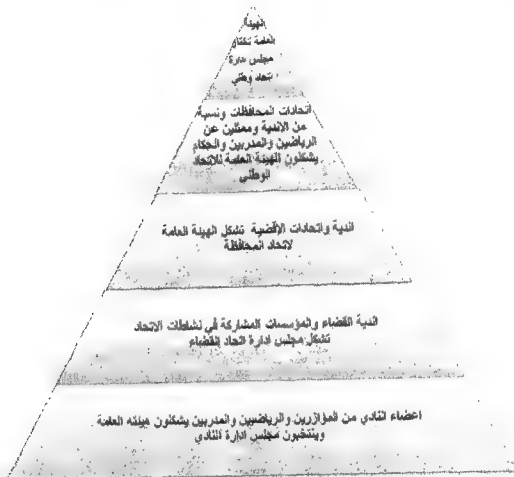 الهيئة
العامة تختار
مجلس ادارة
اتحاد وطني
اتحادات المحافظات ونسبة
من الاندية وممثلين عن
الرياضيين والمدربين والحكام
يشكلون الهيئة العامة للاتحاد
الوطني
اندية واتحادات الاقضية تشكل الهيئة العامة
لاتحاد المحافظة
اندية القضاء والمؤسسات المشاركة في نشاطات الاتحاد
تشكل مجلس ادارة اتحاد القضاء
اعضاء النادي من المؤازرين والرياضيين والمدربين يشكلون هيئته العامة
وينتخبون مجلس ادارة النادي